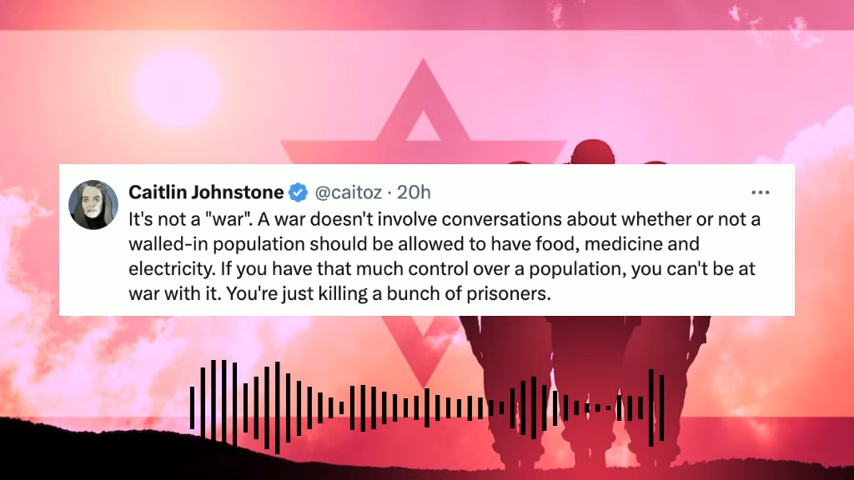 Caitlin Johnstone @caitoz · 20h
It's not a "war". A war doesn't involve conversations about whether or not a
walled-in population should be allowed to have food, medicine and
electricity. If you have that much control over a population, you can't be at
war with it. You're just killing a bunch of prisoners.